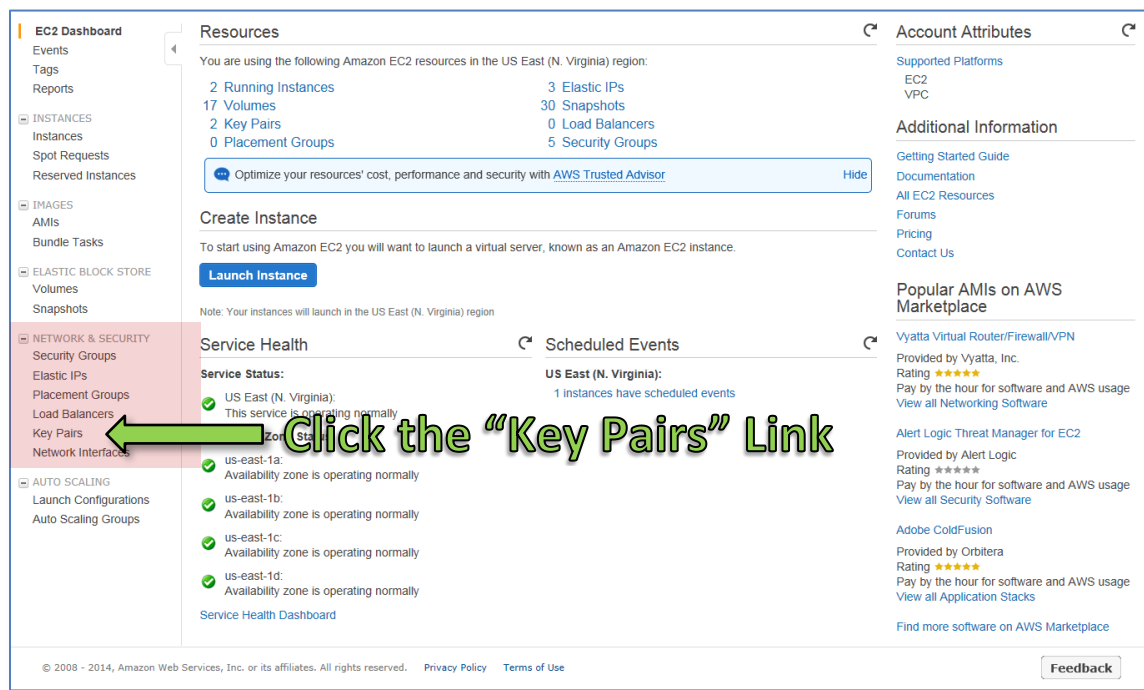 EC2 Dashboard
Events
Tags
Reports
INSTANCES
Instances
Spot Requests
Reserved Instances
IMAGES
AMIs
Bundle Tasks
ELASTIC BLOCK STORE
Volumes
Snapshots
NETWORK & SECURITY
Security Groups
Elastic IPs
Placement Groups
Load Balancers
Key Pairs
Network Interfaces
AUTO SCALING
Launch Configurations
Auto Scaling Groups
Resources
You are using the following Amazon EC2 resources in the US East (N. Virginia) region:
2 Running Instances
17 Volumes
2 Key Pairs
0 Placement Groups
3 Elastic IPs
30 Snapshots
0 Load Balancers
5 Security Groups
Optimize your resources' cost, performance and security with AWS Trusted Advisor Hide
Create Instance
To start using Amazon EC2 you will want to launch a virtual server, known as an Amazon EC2 instance.
Launch Instance
Note: Your instances will launch in the US East (N. Virginia) region
Service Health
Service Status:
US East (N. Virginia):
This service is operating normally
Click the “Key Pairs” Link
us-east-1a:
Availability zone is operating normally
us-east-1b:
Availability zone is operating normally
us-east-1c:
Availability zone is operating normally
us-east-1d:
Availability zone is operating normally
Service Health Dashboard
Scheduled Events
US East (N. Virginia):
1 instances have scheduled events
Account Attributes
Supported Platforms
EC2
VPC
Additional Information
Getting Started Guide
Documentation
All EC2 Resources
Forums
Pricing
Contact Us
Popular AMIs on AWS
Marketplace
Vyatta Virtual Router/Firewall/VPN
Provided by Vyatta, Inc.
Rating
Pay by the hour for software and AWS usage
View all Networking Software
Alert Logic Threat Manager for EC2
Provided by Alert Logic
Rating
Pay by the hour for software and AWS usage
View all Security Software
Adobe ColdFusion
Provided by Orbitera
Rating
Pay by the hour for software and AWS usage
View all Application Stacks
Find more software on AWS Marketplace
© 2008 - 2014, Amazon Web Services, Inc. or its affiliates. All rights reserved. Privacy Policy Terms of Use
Feedback